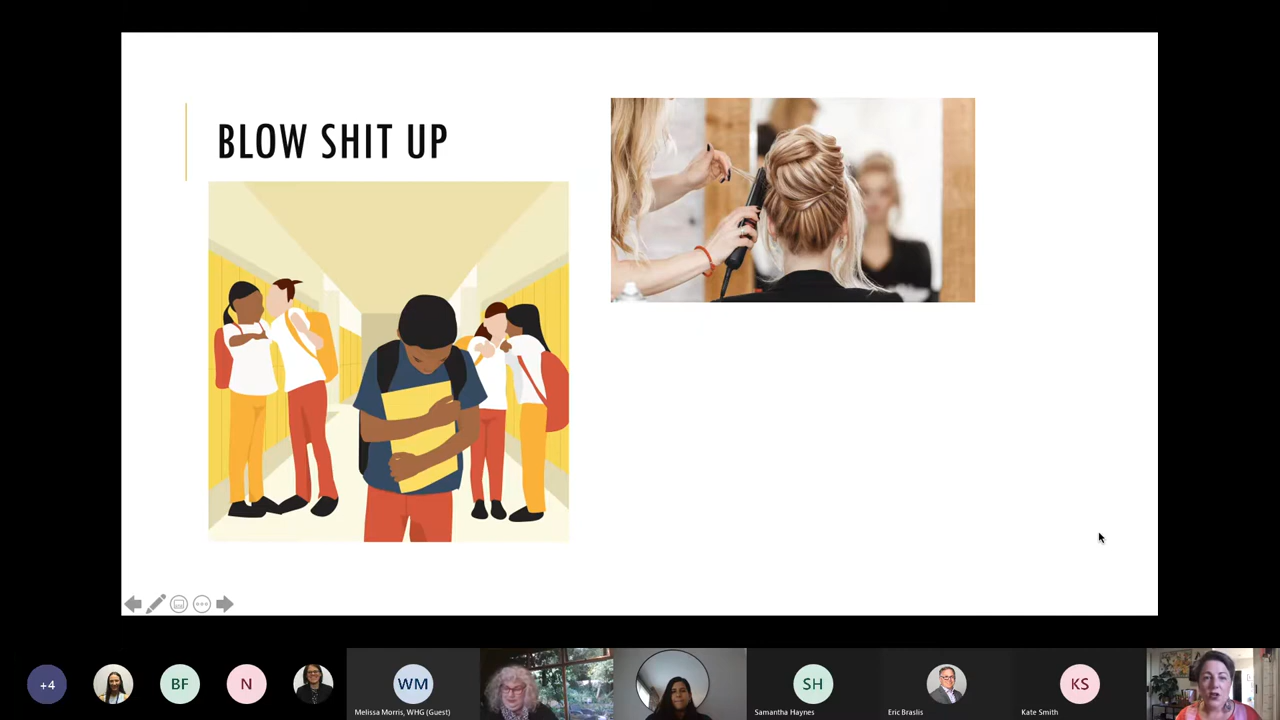 BLOW SHIT UP
+4
BF
N
WM
Melissa Morris, WHG (Guest)
SH
Samantha Haynes
Eric Braslis
KS
Kate Smith